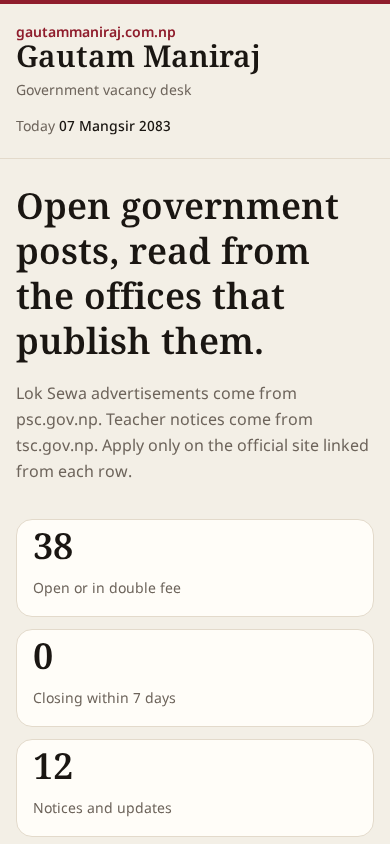 gautammaniraj.com.np
Gautam Maniraj
Government vacancy desk
Today 07 Mangsir 2083
Open government
posts, read from
the offices that
publish them.
Lok Sewa advertisements come from
psc.gov.np. Teacher notices come from
tsc.gov.np. Apply only on the official site linked
from each row.
38
Open or in double fee
0
Closing within 7 days
12
Notices and updates